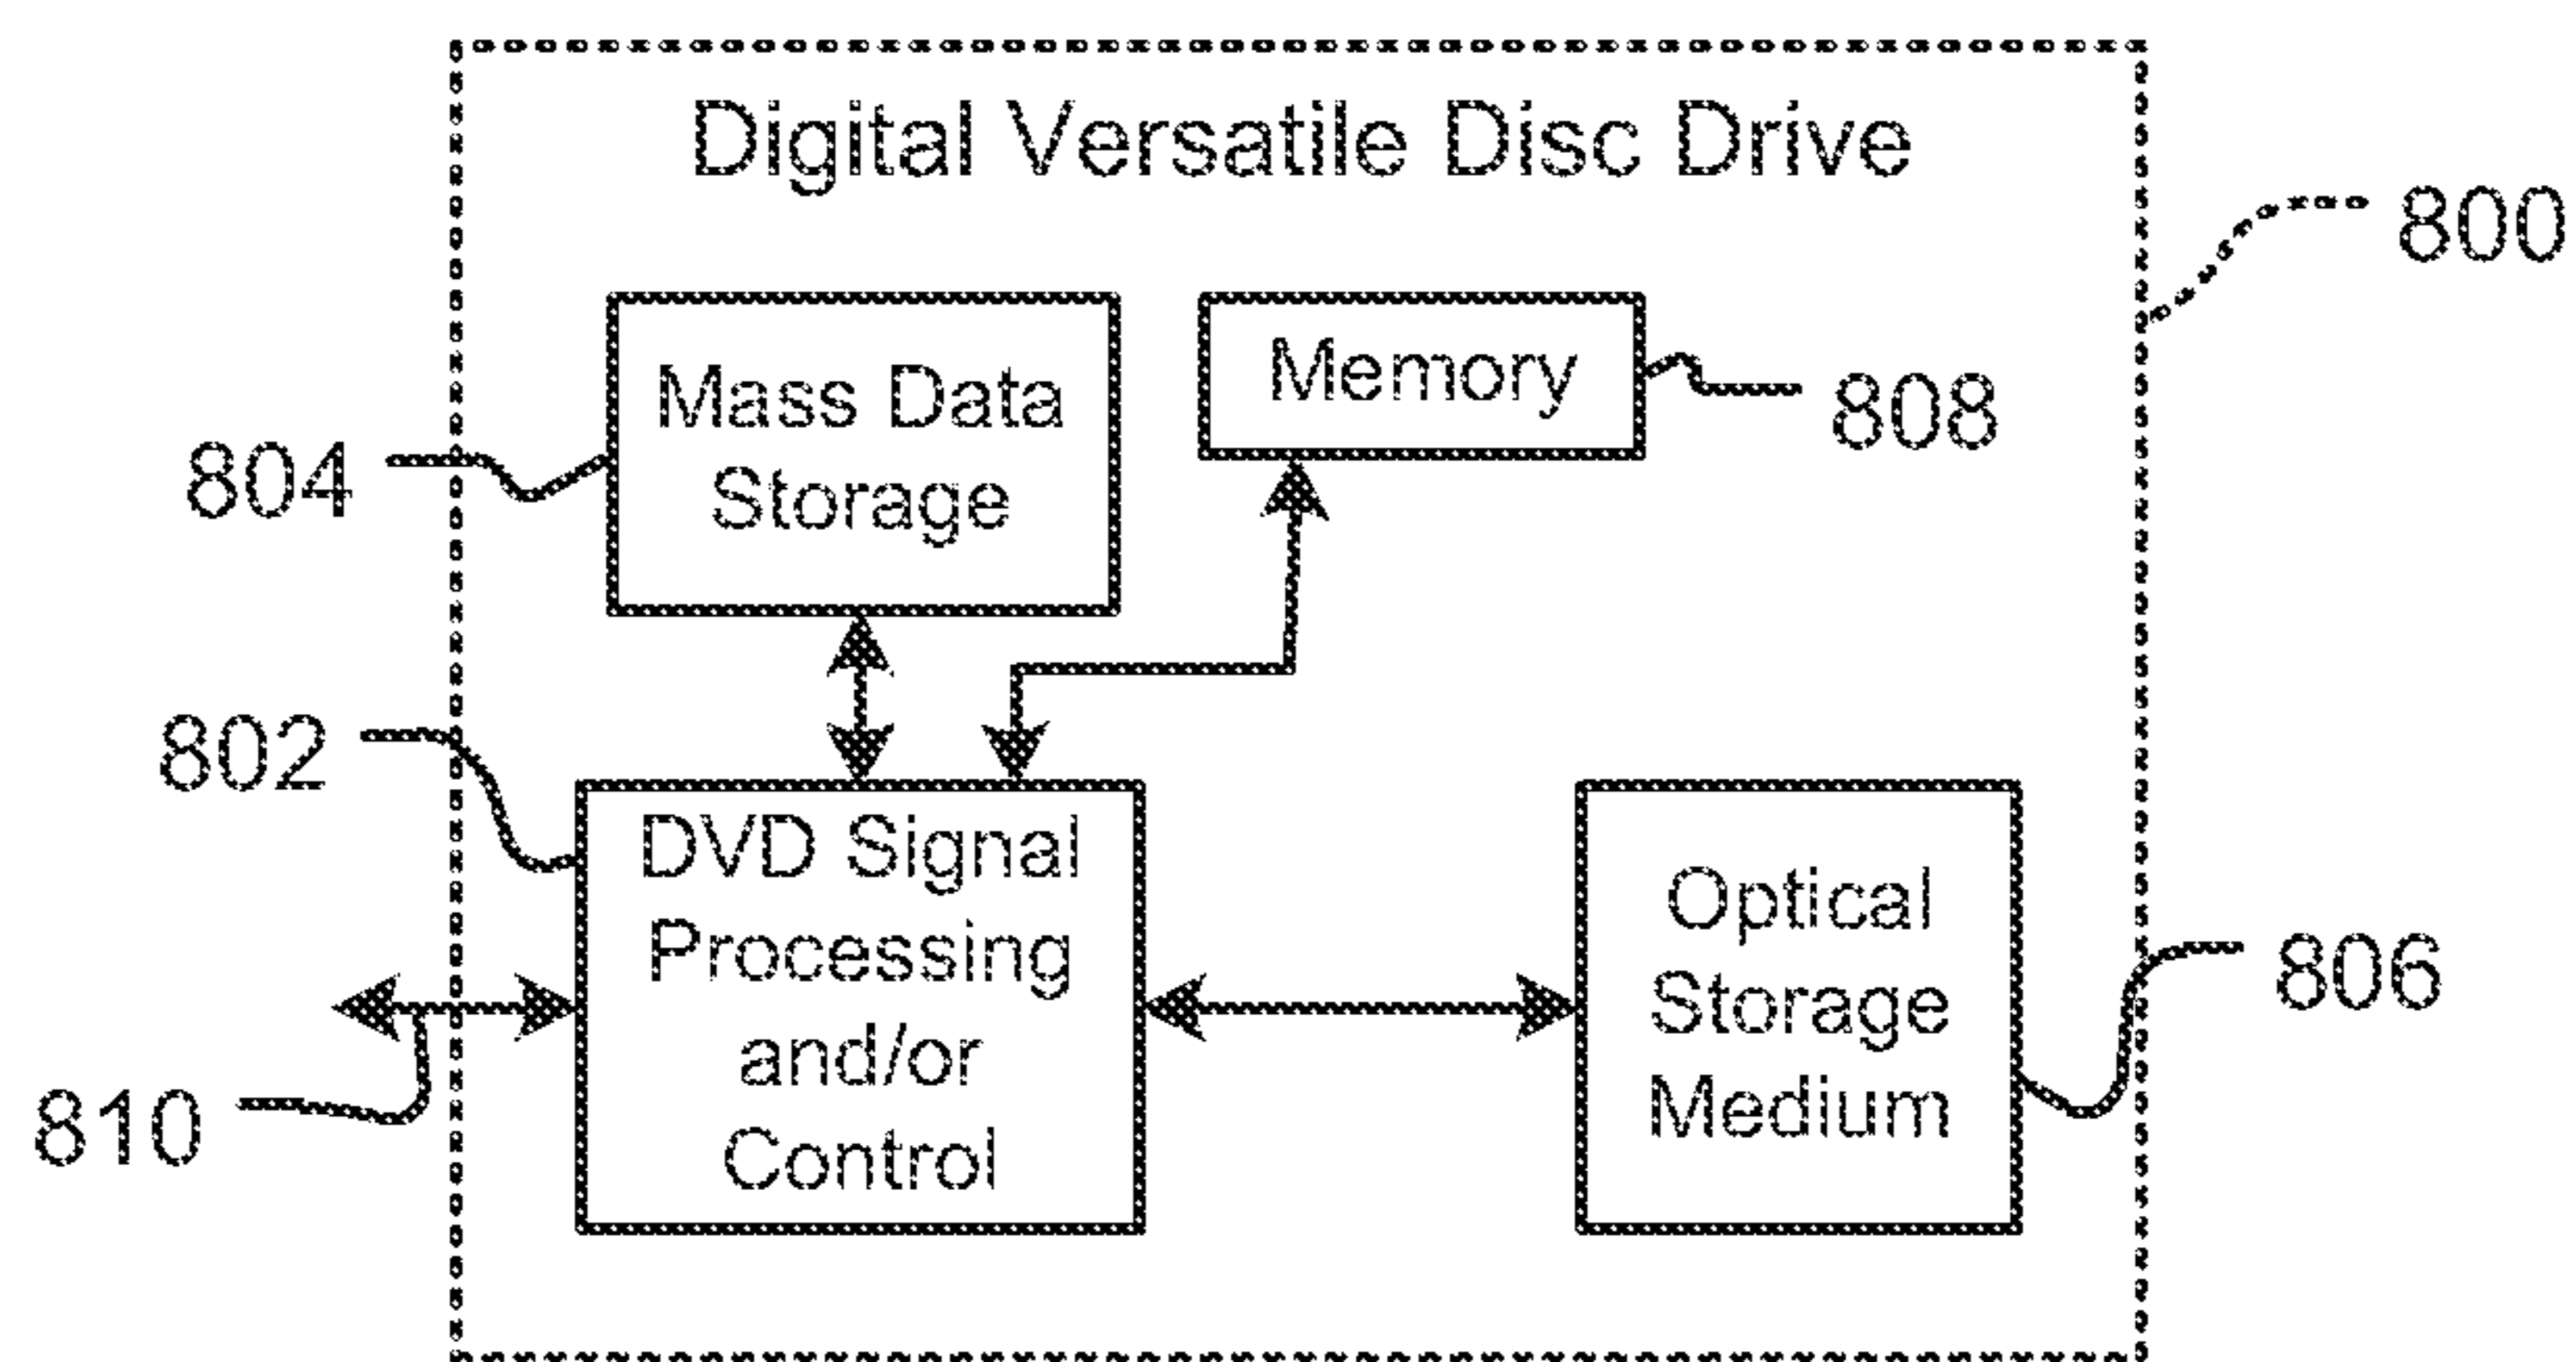 Digital Versatile Disc Drive
800
Mass Data
Storage
Memory
808
804
802
DVD Signal
Processing
and/or
Control
Optical
Storage
Medium
806
810